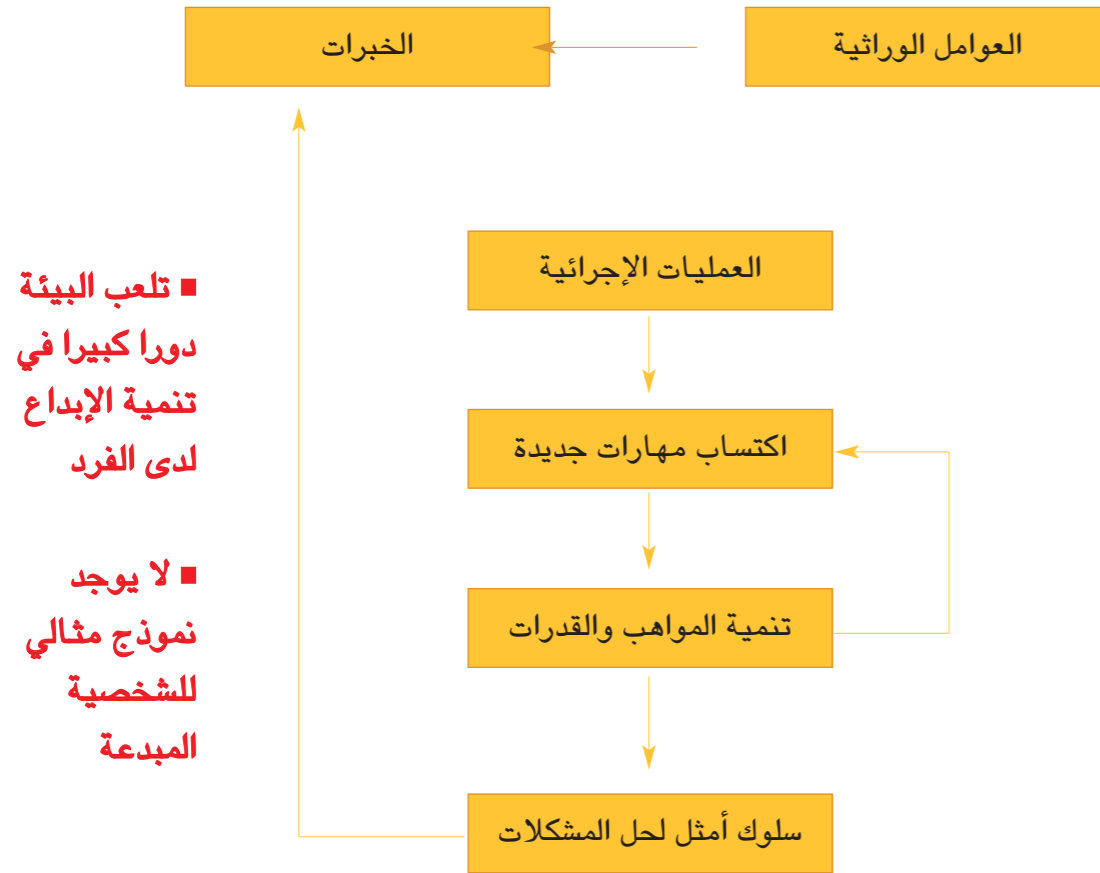 العوامل الوراثية
الخبرات
العمليات الإجرائية
اكتساب مهارات جديدة
تنمية المواهب والقدرات
سلوك أمثل لحل المشكلات
■ تلعب البيئة
دورا كبيرا في
تنمية الإبداع
لدى الفرد
■ لا يوجد
نموذج مثالي
للشخصية
المبدعة